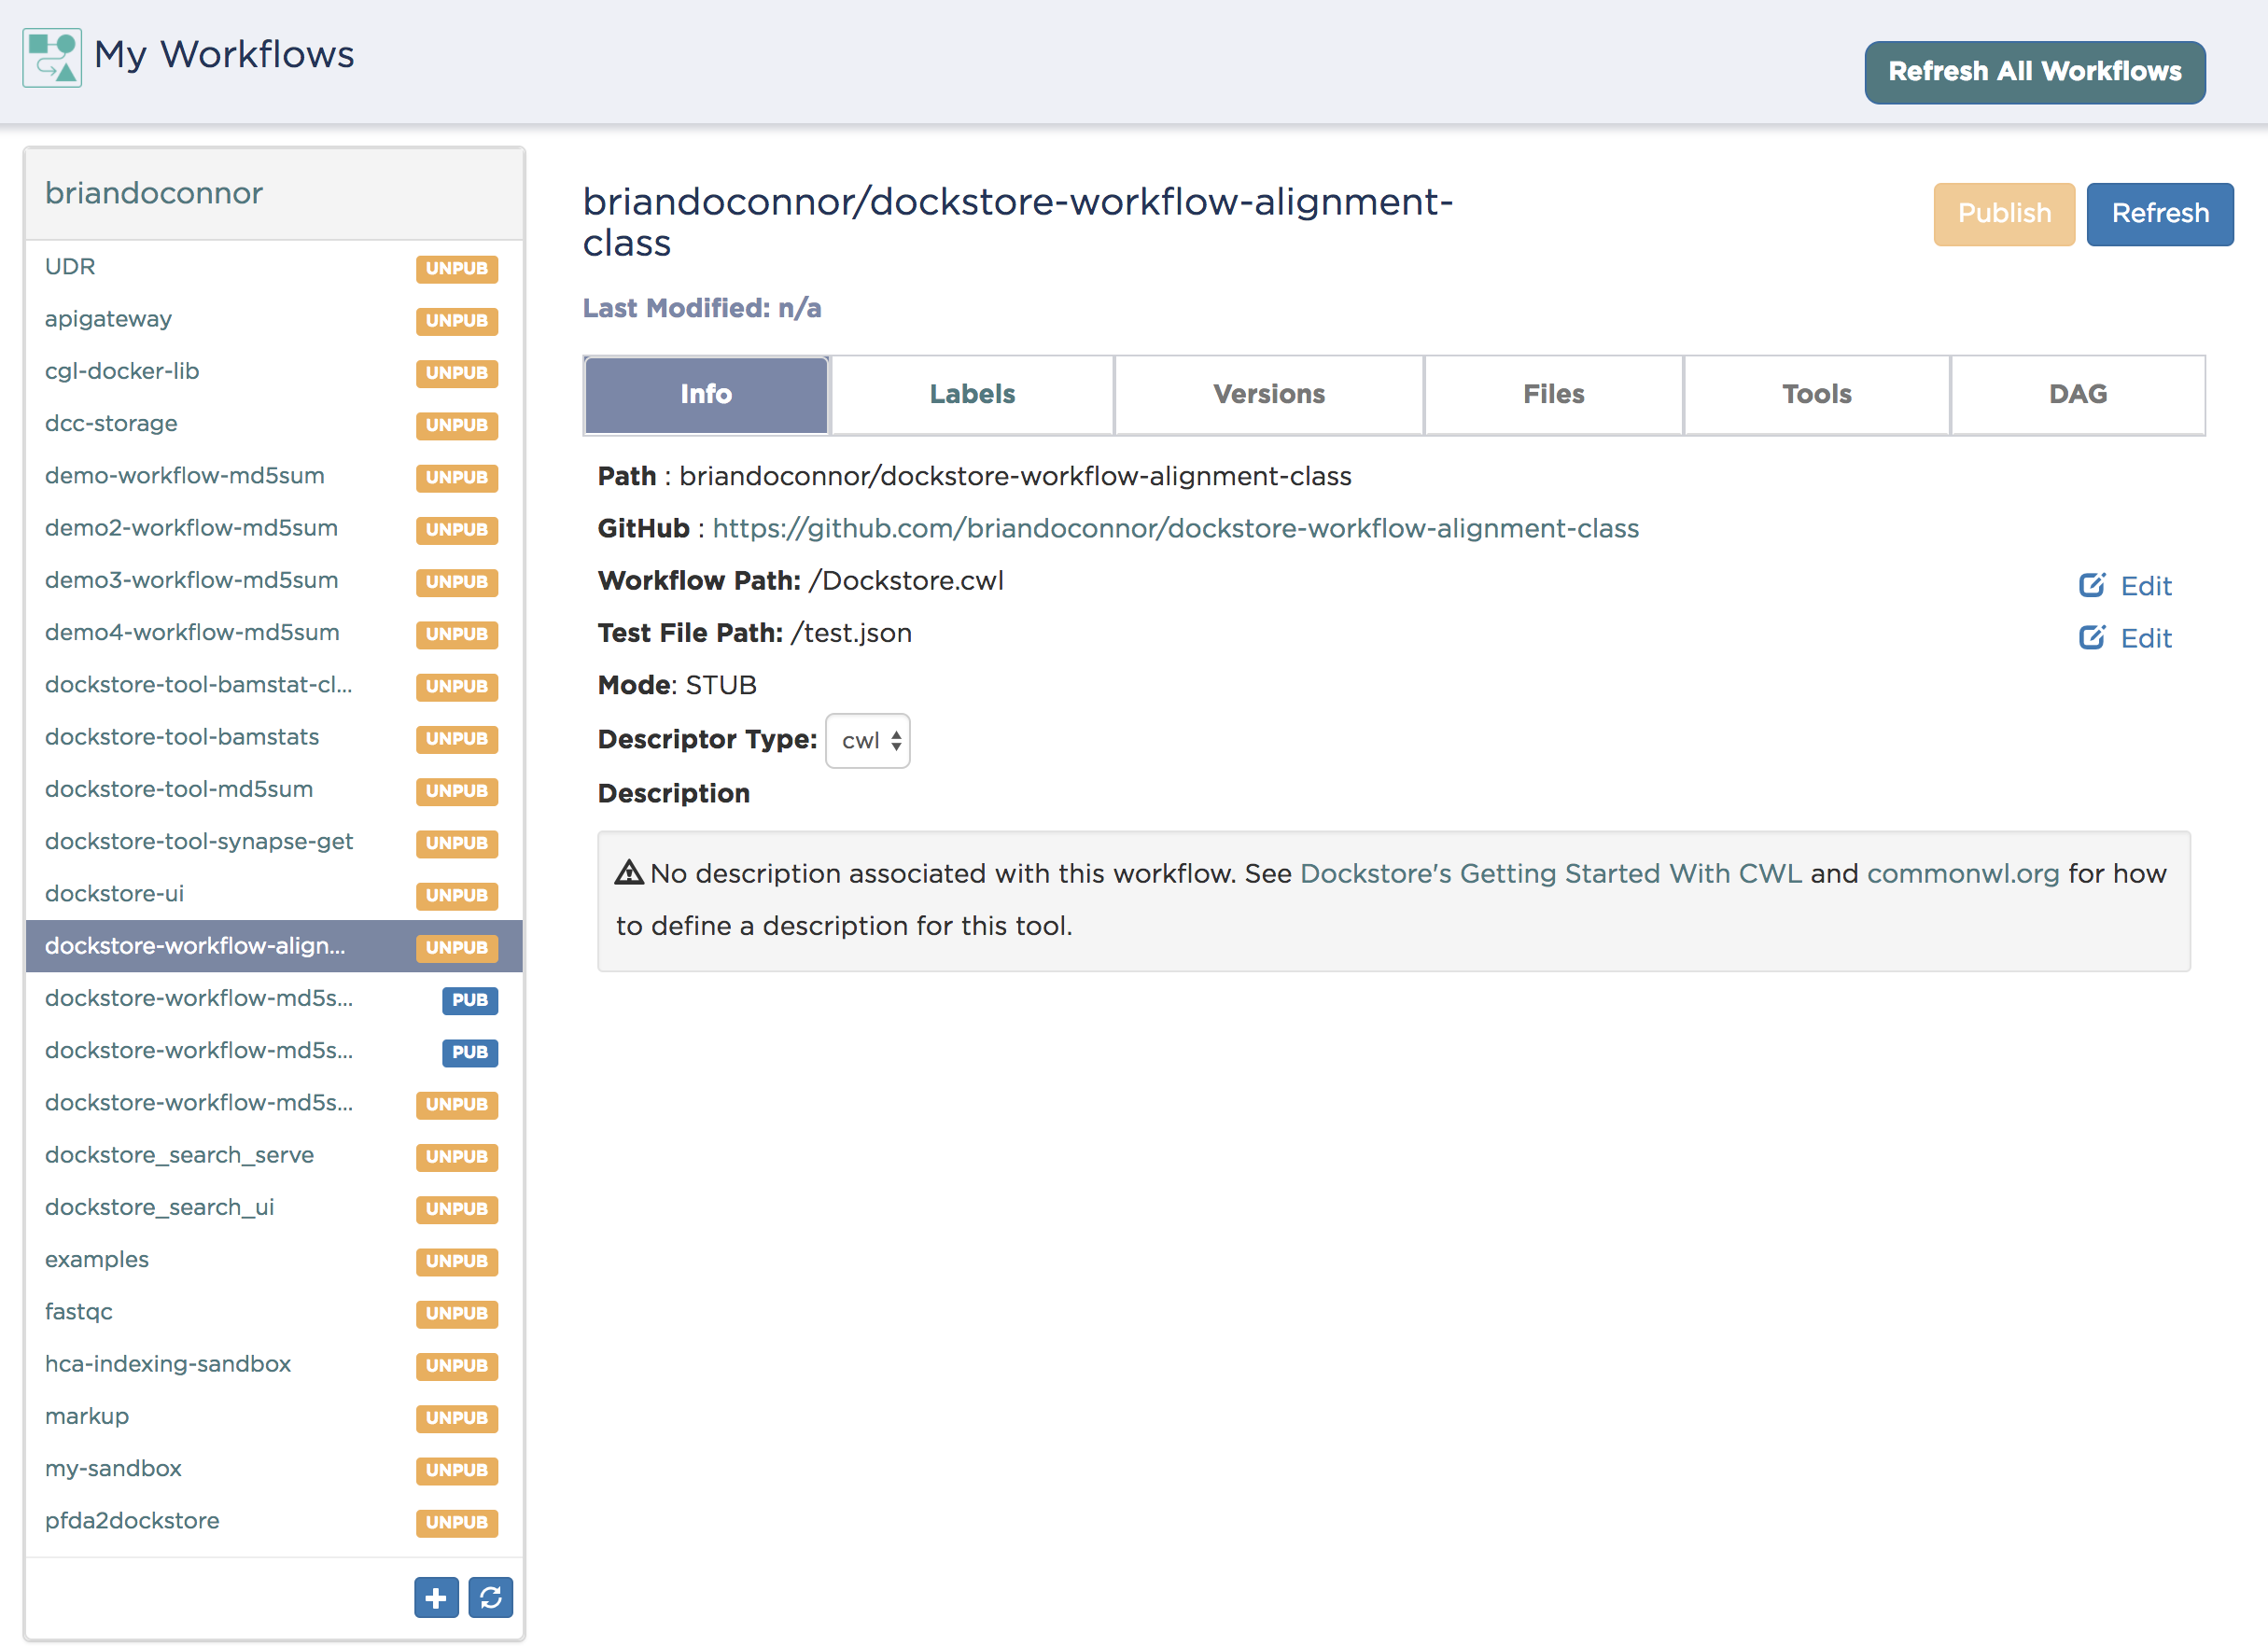 My Workflows
Refresh All Workflows
briandoconnor
UDR UNPUB
apigateway UNPUB
cgl-docker-lib UNPUB
dcc-storage UNPUB
demo-workflow-md5sum UNPUB
demo2-workflow-md5sum UNPUB
demo3-workflow-md5sum UNPUB
demo4-workflow-md5sum UNPUB
dockstore-tool-bamstat-cl... UNPUB
dockstore-tool-bamstats UNPUB
dockstore-tool-md5sum UNPUB
dockstore-tool-synapse-get UNPUB
dockstore-ui UNPUB
dockstore-workflow-align... UNPUB
dockstore-workflow-md5s... PUB
dockstore-workflow-md5s... PUB
dockstore-workflow-md5s... UNPUB
dockstore_search_serve UNPUB
dockstore_search_ui UNPUB
examples UNPUB
fastqc UNPUB
hca-indexing-sandbox UNPUB
markup UNPUB
my-sandbox UNPUB
pfda2dockstore UNPUB
briandoconnor/dockstore-workflow-alignment-
class
Publish Refresh
Last Modified: n/a
Info Labels Versions Files Tools DAG
Path : briandoconnor/dockstore-workflow-alignment-class
GitHub : https://github.com/briandoconnor/dockstore-workflow-alignment-class
Workflow Path: /Dockstore.cwl Edit
Test File Path: /test.json Edit
Mode: STUB
Descriptor Type: cwl
Description
No description associated with this workflow. See Dockstore's Getting Started With CWL and commonwl.org for how
to define a description for this tool.